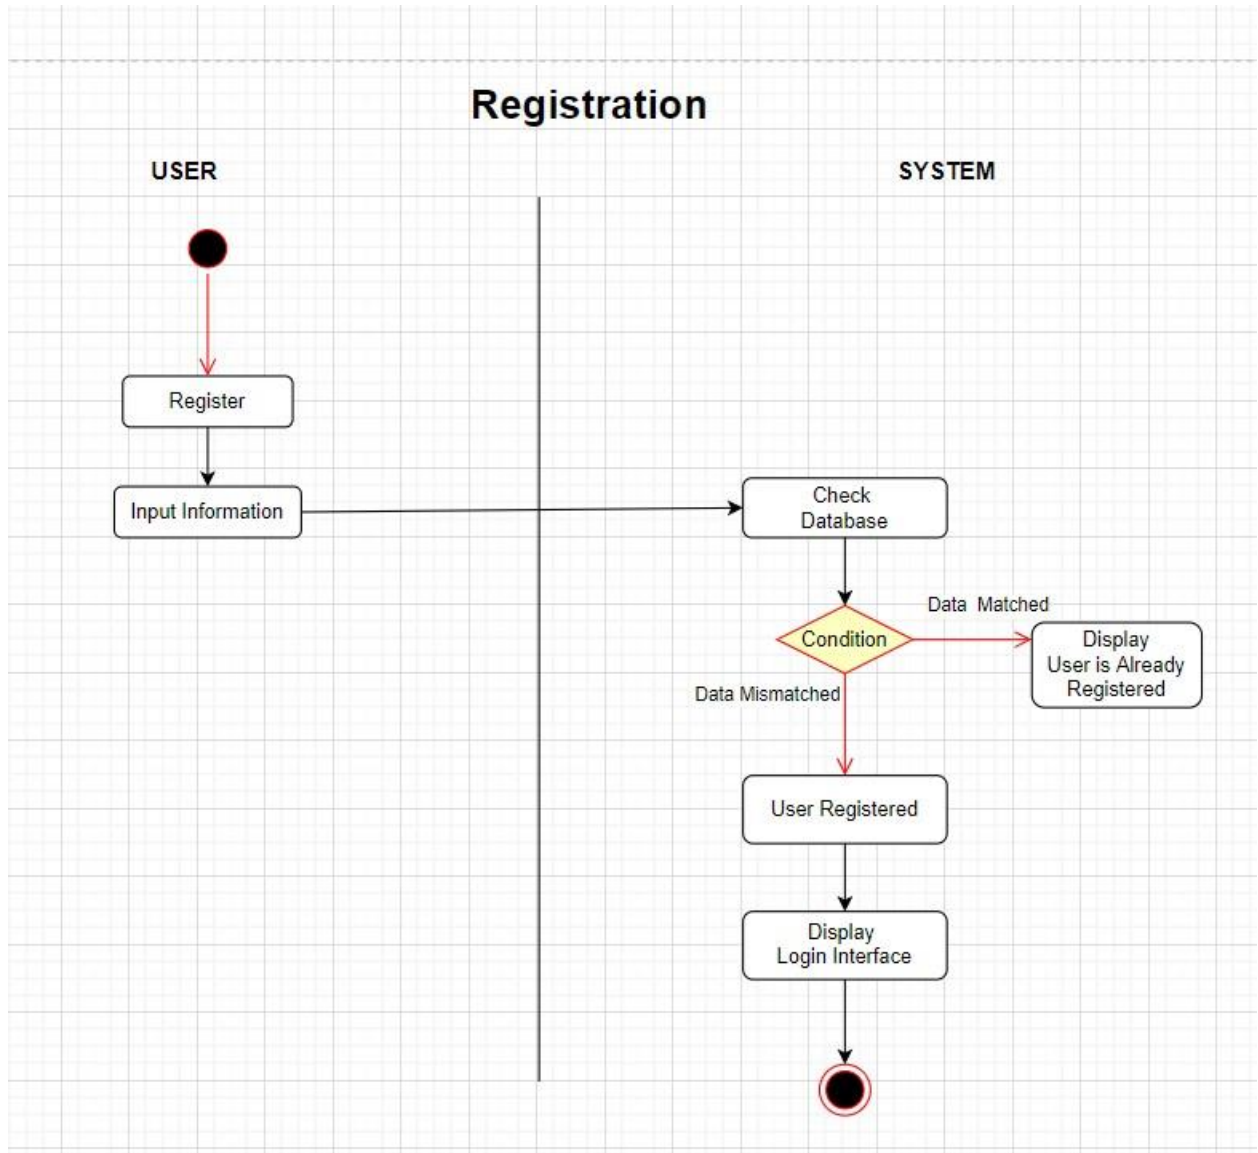 Registration
USER
SYSTEM
Register
Input Information
Check
Database
Data  Matched
Condition
Display
User is Already
Registered
Data Mismatched
User Registered
Display
Login Interface